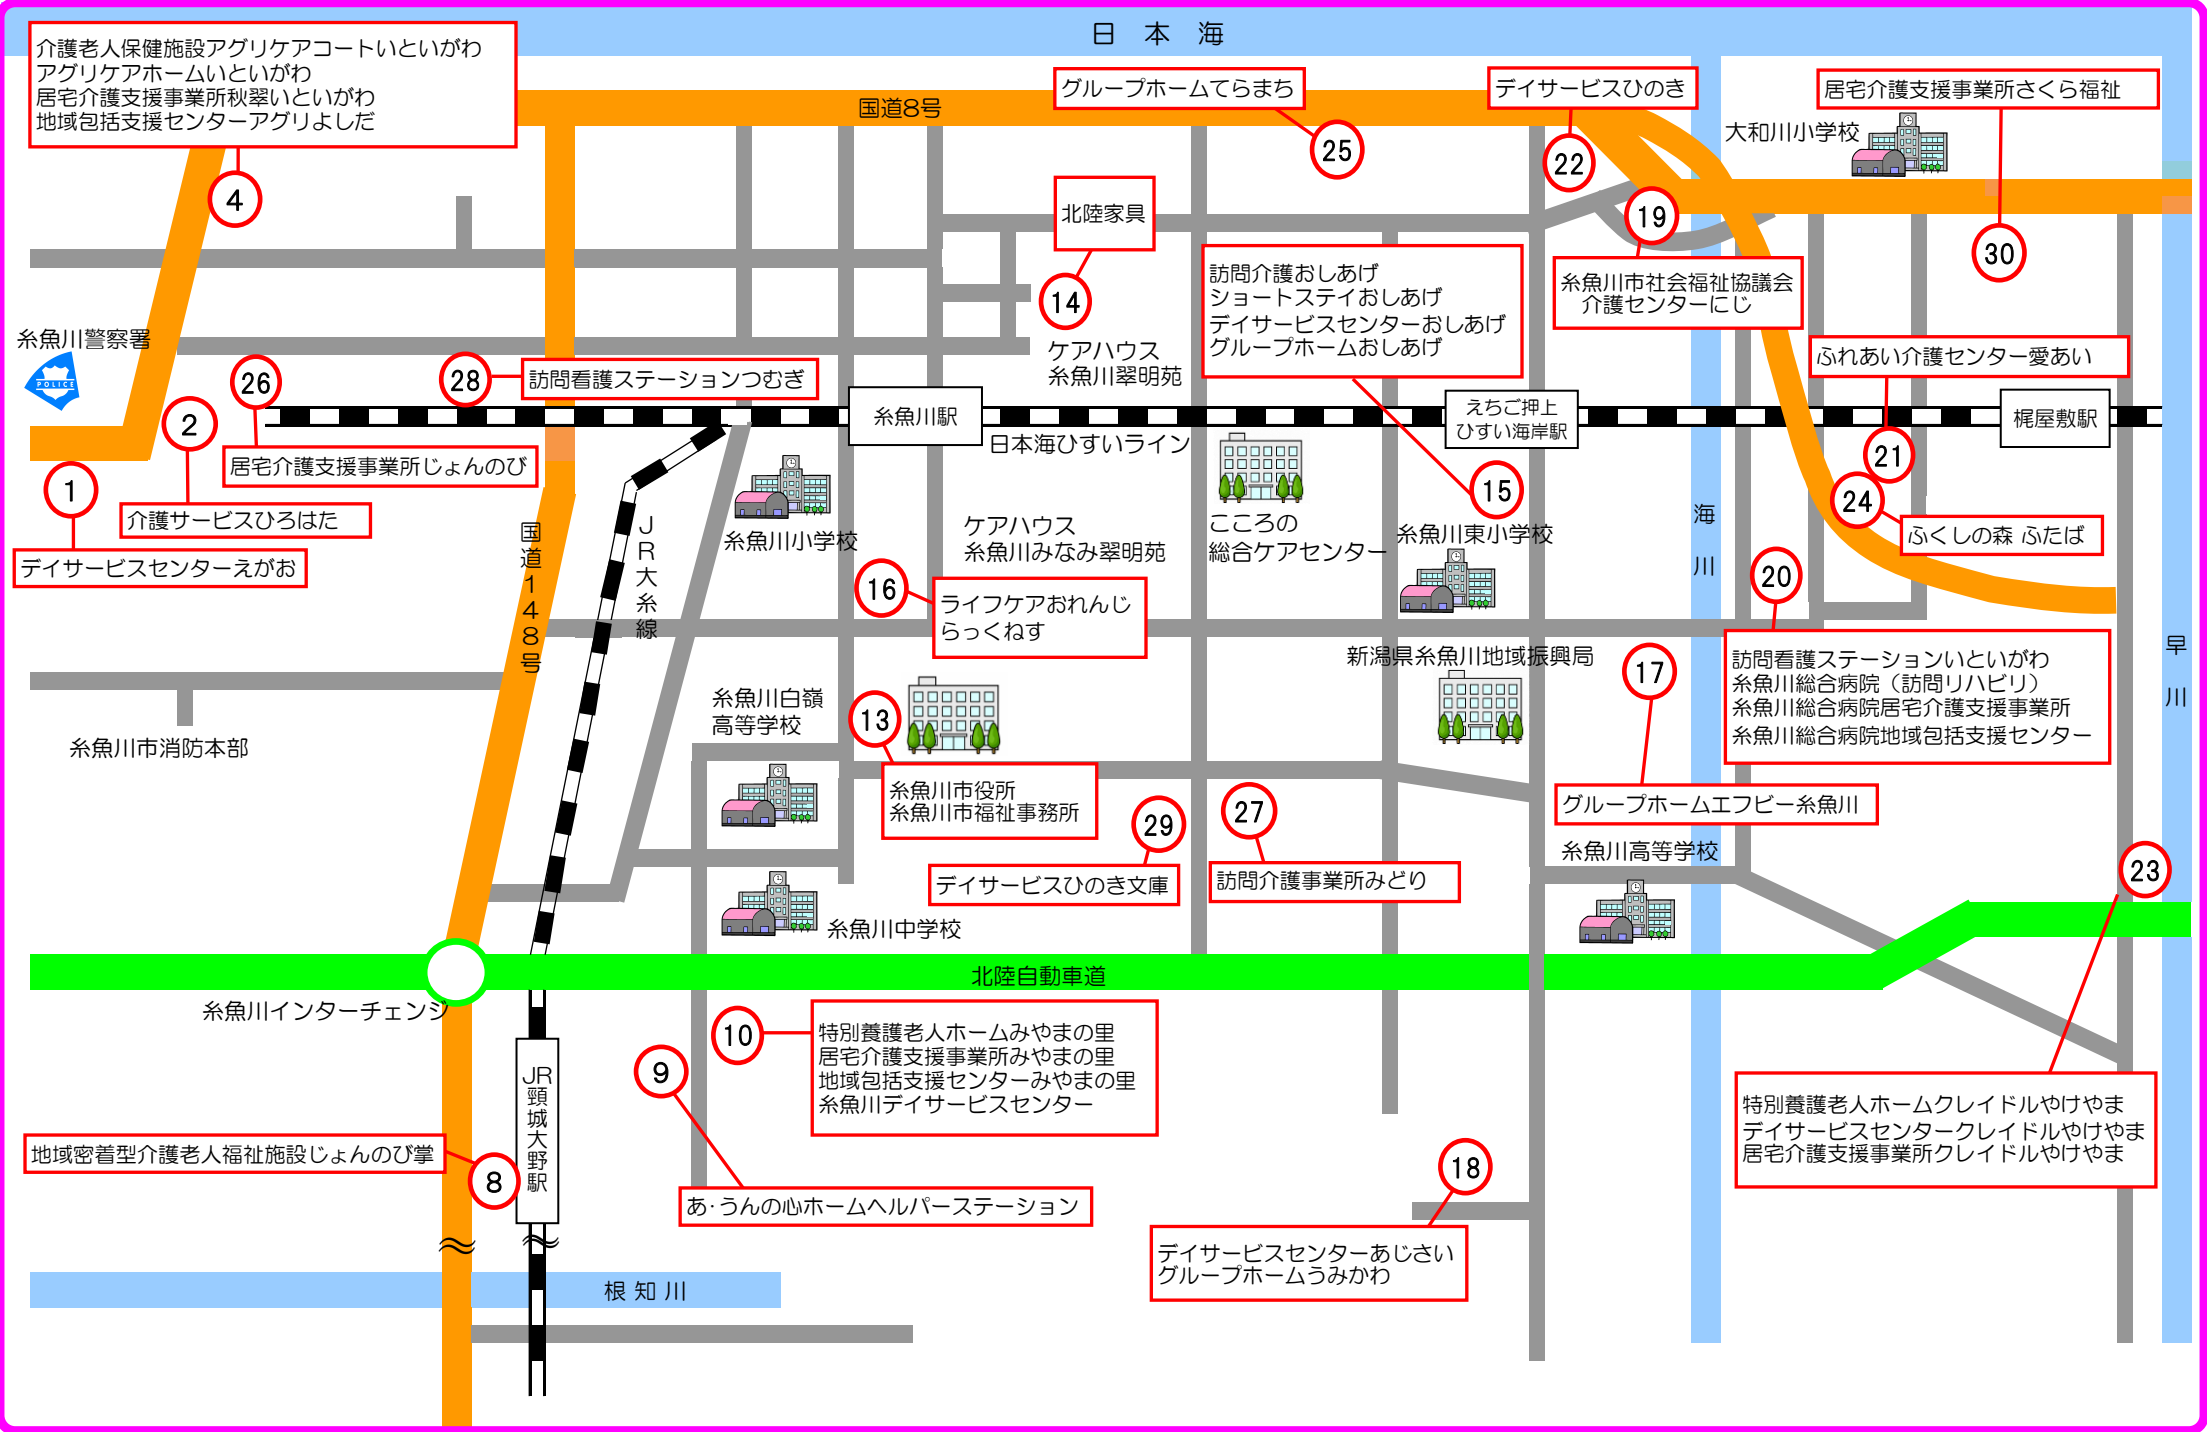 日本海
介護老人保健施設アグリケアコートいといがわ
アグリケアホームいといがわ
居宅介護支援事業所秋翠いといがわ
地域包括支援センターアグリよしだ
4
国道8号
グループホームてらまち
25
デイサービスひのき
22
居宅介護支援事業所さくら福祉
30
大和川小学校
北陸家具
14
19
糸魚川市社会福祉協議会
介護センターにじ
訪問介護おしあげ
ショートステイおしあげ
デイサービスセンターおしあげ
グループホームおしあげ
15
糸魚川警察署
POLICE
26
居宅介護支援事業所じょんのび
28
訪問看護ステーションつむぎ
2
介護サービスひろはた
1
デイサービスセンターえがお
ケアハウス
糸魚川翠明苑
ふれあい介護センター愛あい
21
24
ふくしの森 ふたば
糸魚川駅
日本海ひすいライン
えちご押上
ひすい海岸駅
梶屋敷駅
国道148号
JR大糸線
糸魚川小学校
ケアハウス
糸魚川みなみ翠明苑
こころの
総合ケアセンター
糸魚川東小学校
海川
早川
16
ライフケアおれんじ
らっくねす
20
訪問看護ステーションいといがわ
糸魚川総合病院（訪問リハビリ）
糸魚川総合病院居宅介護支援事業所
糸魚川総合病院地域包括支援センター
新潟県糸魚川地域振興局
17
グループホームエフビー糸魚川
糸魚川市消防本部
糸魚川白嶺
高等学校
13
糸魚川市役所
糸魚川市福祉事務所
29
デイサービスひのき文庫
27
訪問介護事業所みどり
糸魚川高等学校
23
特別養護老人ホームクレイドルやけやま
デイサービスセンタークレイドルやけやま
居宅介護支援事業所クレイドルやけやま
糸魚川中学校
北陸自動車道
糸魚川インターチェンジ
10
特別養護老人ホームみやまの里
居宅介護支援事業所みやまの里
地域包括支援センターみやまの里
糸魚川デイサービスセンター
9
あ・うんの心ホームヘルパーステーション
JR頸城大野駅
地域密着型介護老人福祉施設じょんのび掌
8
18
デイサービスセンターあじさい
グループホームうみかわ
根知川